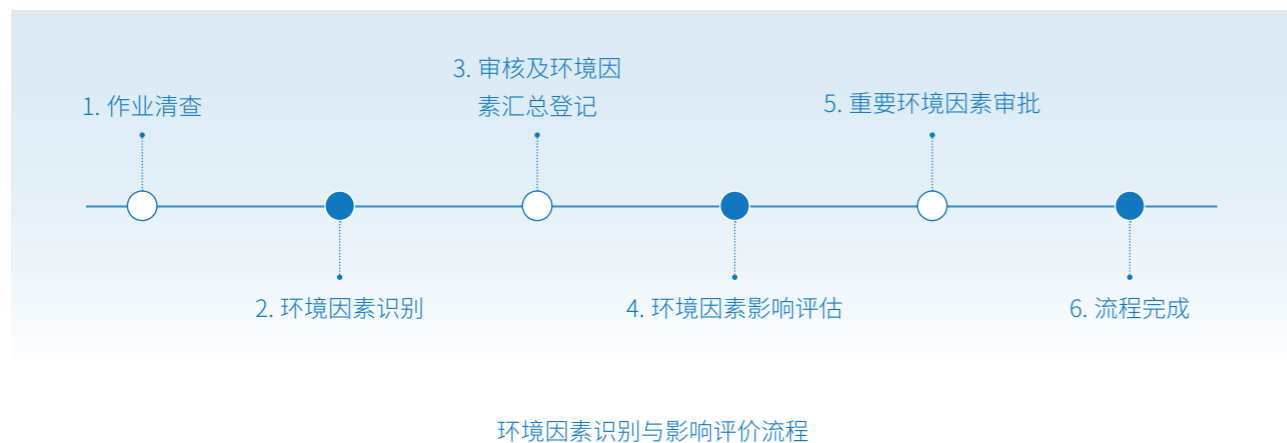 1. 作业清查
2. 环境因素识别
3. 审核及环境因
素汇总登记
4. 环境因素影响评估
5. 重要环境因素审批
6. 流程完成
环境因素识别与影响评价流程